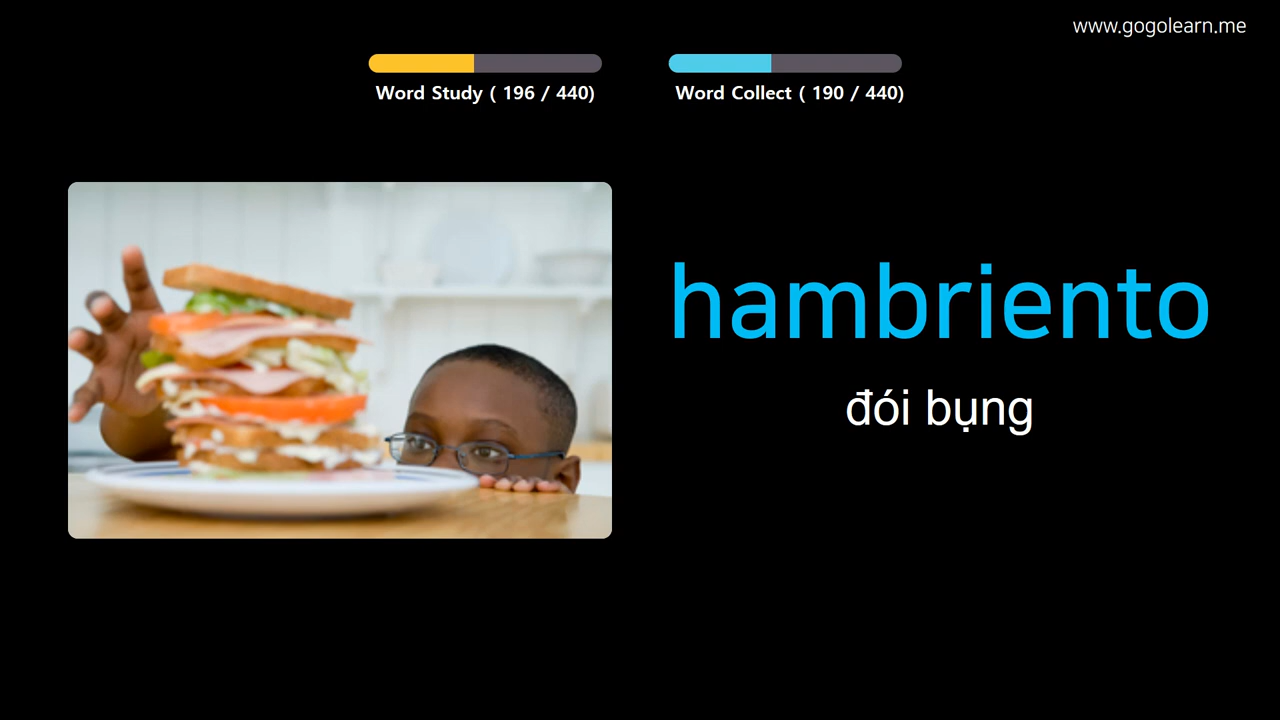 www.gogolearn.me
Word Study ( 196 / 440)
Word Collect ( 190 / 440)
hambriento
đói bụng